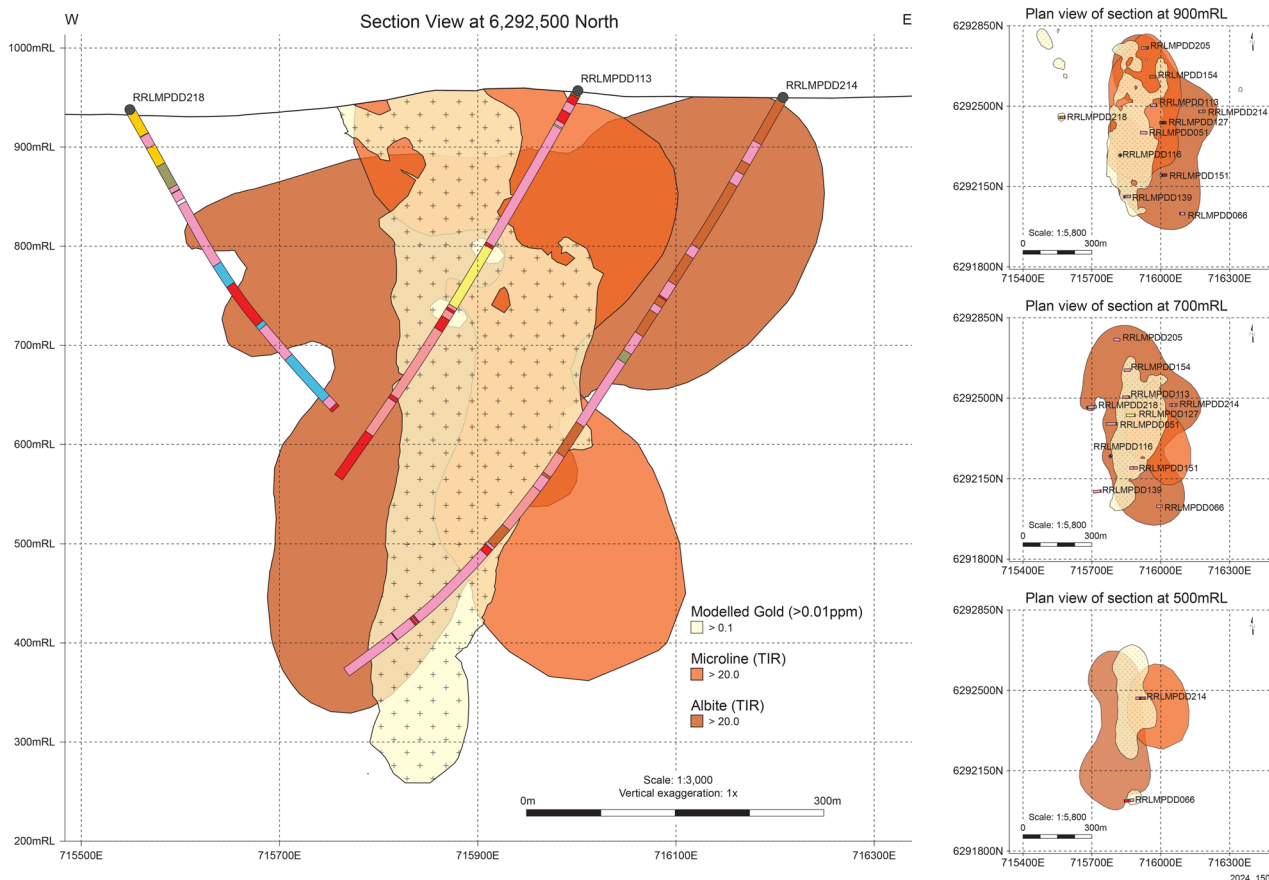 W
Section View at 6,292,500 North
E
1000mRL
900mRL
800mRL
700mRL
600mRL
500mRL
400mRL
300mRL
200mRL
RRLMPDD218
RRLMPDD113
RRLMPDD214
Modelled Gold (>0.01ppm)
> 0.1
Microline (TIR)
> 20.0
Albite (TIR)
> 20.0
Scale: 1:3,000
Vertical exaggeration: 1x
0m
300m
715500E
715700E
715900E
716100E
716300E
Plan view of section at 900mRL
6292850N
6292500N
6292150N
6291800N
RRLMPDD205
RRLMPDD154
RRLMPDD113
RRLMPDD214
RRLMPDD218
RRLMPDD127
RRLMPDD051
RRLMPDD116
RRLMPDD151
RRLMPDD139
RRLMPDD066
Scale: 1:5,800
0
300m
715400E
715700E
716000E
716300E
Plan view of section at 700mRL
6292850N
6292500N
6292150N
6291800N
RRLMPDD205
RRLMPDD154
RRLMPDD113
RRLMPDD218
RRLMPDD214
RRLMPDD127
RRLMPDD051
RRLMPDD116
RRLMPDD151
RRLMPDD139
RRLMPDD066
Scale: 1:5,800
0
300m
715400E
715700E
716000E
716300E
Plan view of section at 500mRL
6292850N
6292500N
6292150N
6291800N
RRLMPDD214
RRLMPDD066
Scale: 1:5,800
0
300m
715400E
715700E
716000E
716300E
2024_150